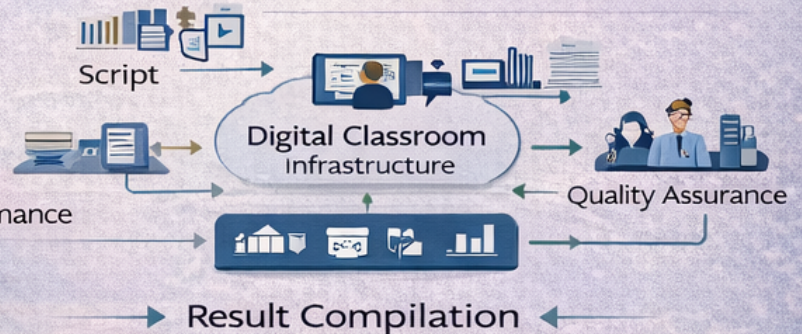 Script
Digital Classroom
Infrastructure
Quality Assurance
nance
Result Compilation